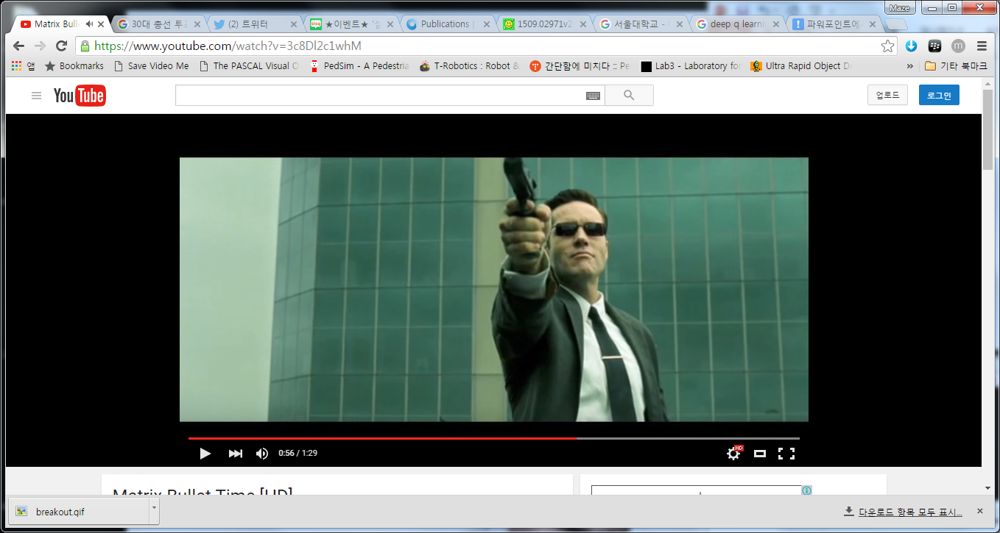 Maze
Matrix Bull
30대 총선 투표
(2) 트위터
blog ★이벤트★
Publications |
1509.02971v2
서울대학교 -
deep q learnin
파워포인트에
https://www.youtube.com/watch?v=3c8Dl2c1whM
m
앱
Bookmarks
Save Video Me
The PASCAL Visual
PedSim - A Pedestria
T-Robotics : Robot &
간단함에 미치다 :: Pe
Lab3 - Laboratory for
Ultra Rapid Object D
»
기타 북마크
YouTube
업로드
로그인
0:56 / 1:29
HD
Matrix Bullet Time [HD]
breakout.gif
다운로드 항목 모두 표시...